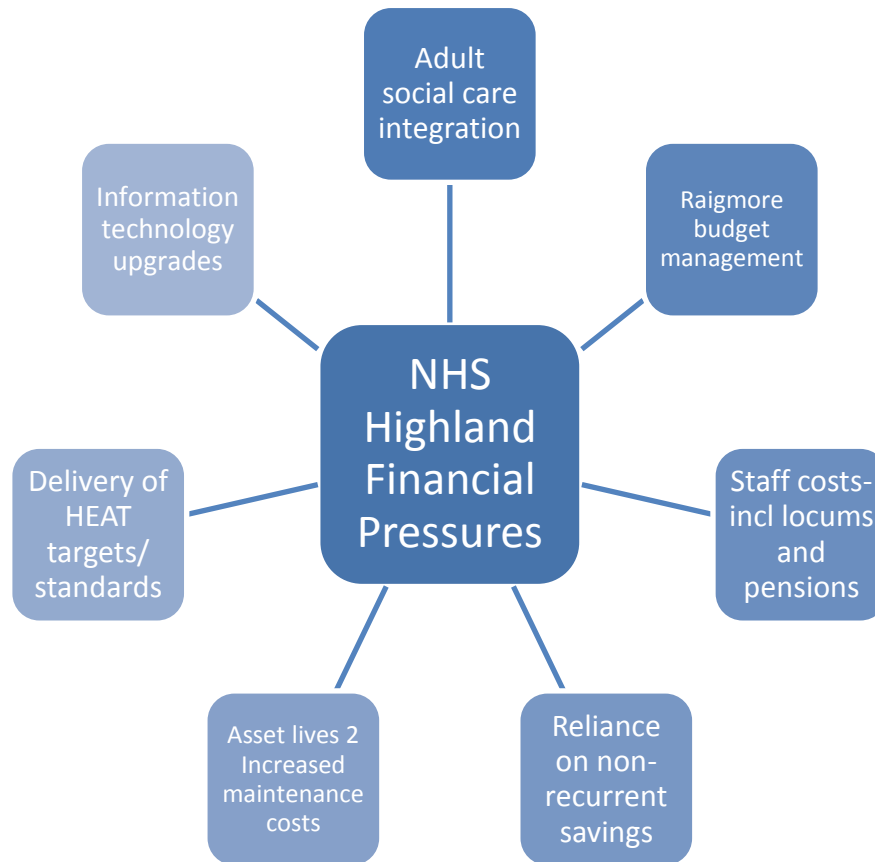 Adult
social care
integration
Information
technology
upgrades
Raigmore
budget
management
NHS
Highland
Financial
Pressures
Delivery of
HEAT
targets/
standards
Staff costs-
incl locums
and
pensions
Asset lives 2
Increased
maintenance
costs
Reliance
on non-
recurrent
savings